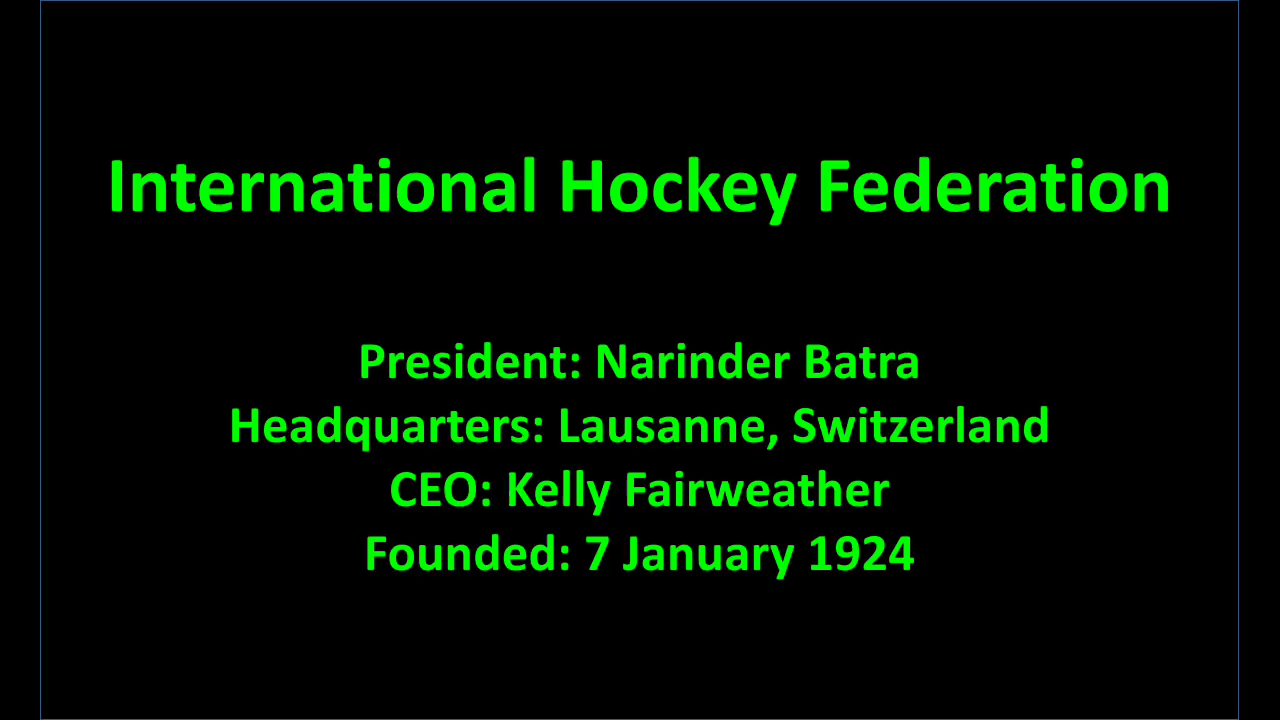 International Hockey Federation
President: Narinder Batra
Headquarters: Lausanne, Switzerland
CEO: Kelly Fairweather
Founded: 7 January 1924